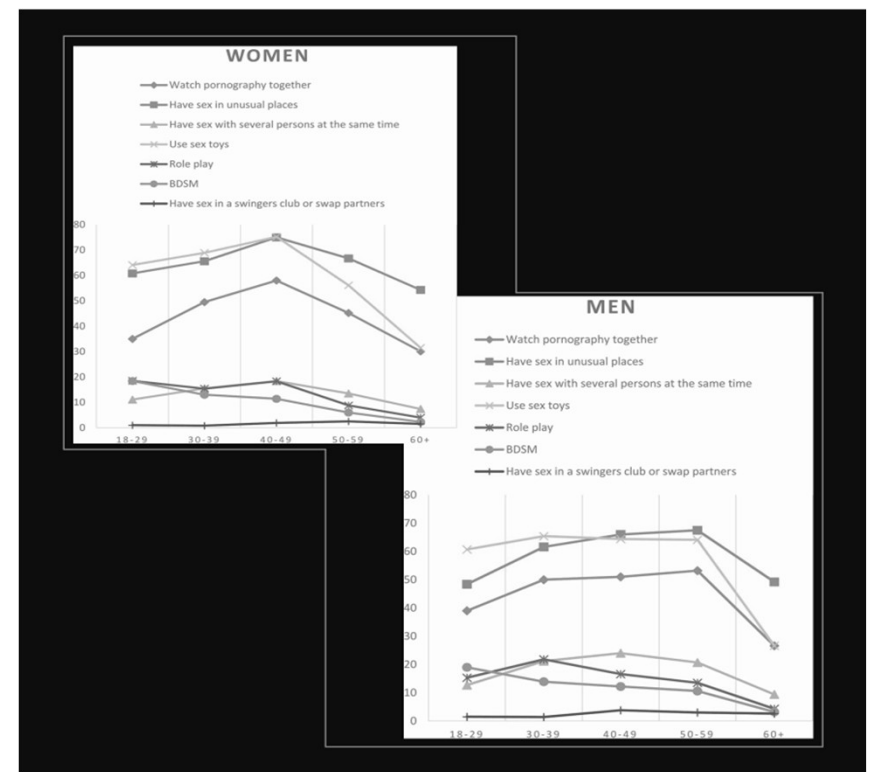 WOMEN
Watch pornography together
Have sex in unusual places
Have sex with several persons at the same time
Use sex toys
Role play
BDSM
Have sex in a swingers club or swap partners
80
70
60
50
40
30
20
10
0
18-29 30-39 40-49 50-59 60+
MEN
Watch pornography together
Have sex in unusual places
Have sex with several persons at the same time
Use sex toys
Role play
BDSM
Have sex in a swingers club or swap partners
80
70
60
50
40
30
20
10
0
18-29 30-39 40-49 50-59 60+